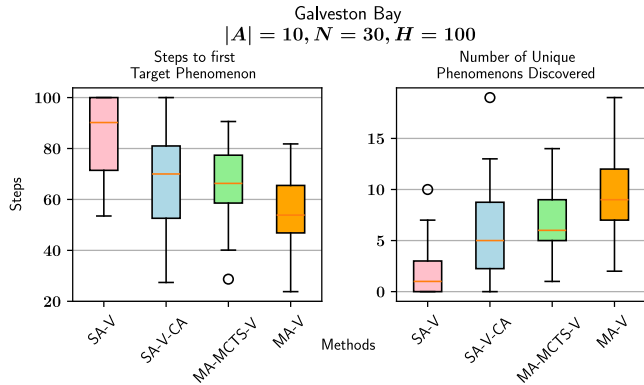 Galveston Bay
|A| = 10, N = 30, H = 100
Steps to first
Target Phenomenon
Number of Unique
Phenomenons Discovered
Steps
100
80
60
40
20
15
10
5
0
SA-V
SA-V-CA
MA-MCTS-V
MA-V
SA-V
SA-V-CA
MA-MCTS-V
MA-V
Methods